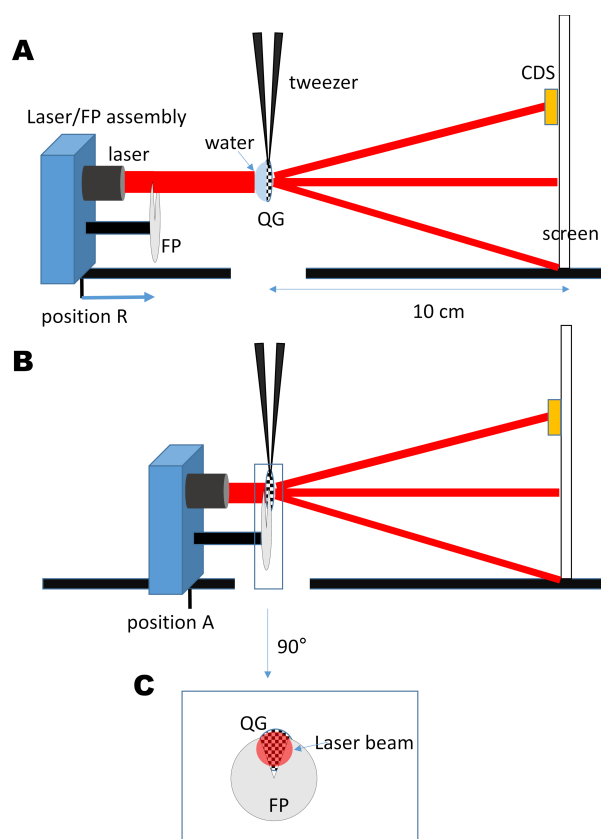 A
tweezer
CDS
Laser/FP assembly
laser
water
QG
FP
screen
position R
10 cm
B
position A
90°
C
QG
Laser beam
FP